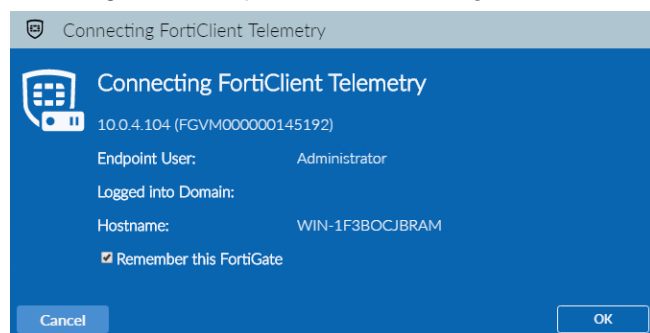 Connecting FortiClient Telemetry
Connecting FortiClient Telemetry
10.0.4.104 (FGVM000000145192)
Endpoint User: Administrator
Logged into Domain:
Hostname: WIN-1F3BOCJBRAM
Remember this FortiGate
Cancel OK